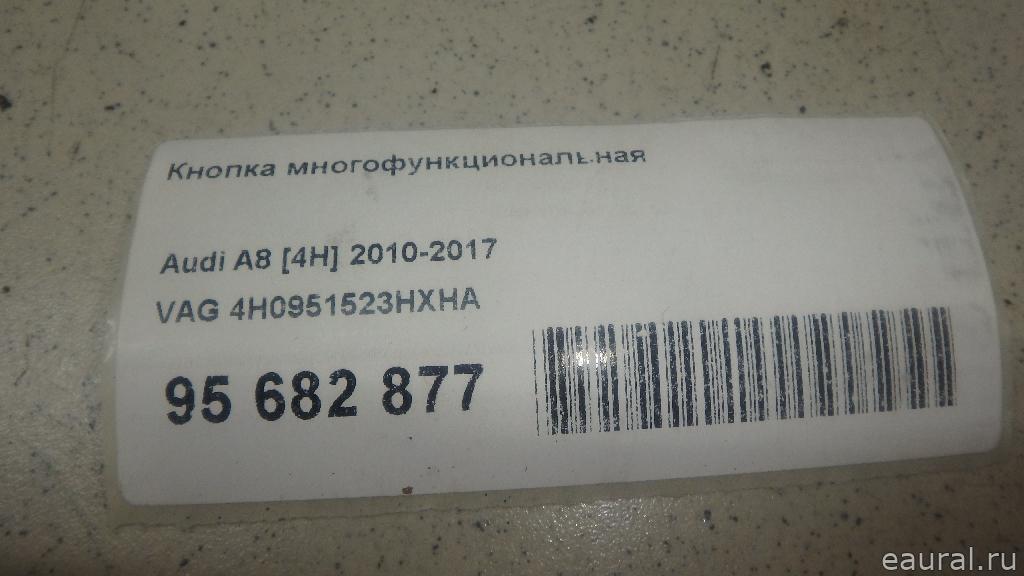 Кнопка многофункциональная
Audi A8 [4H] 2010-2017
VAG 4H0951523HXHA
95 682 877
eaural.ru